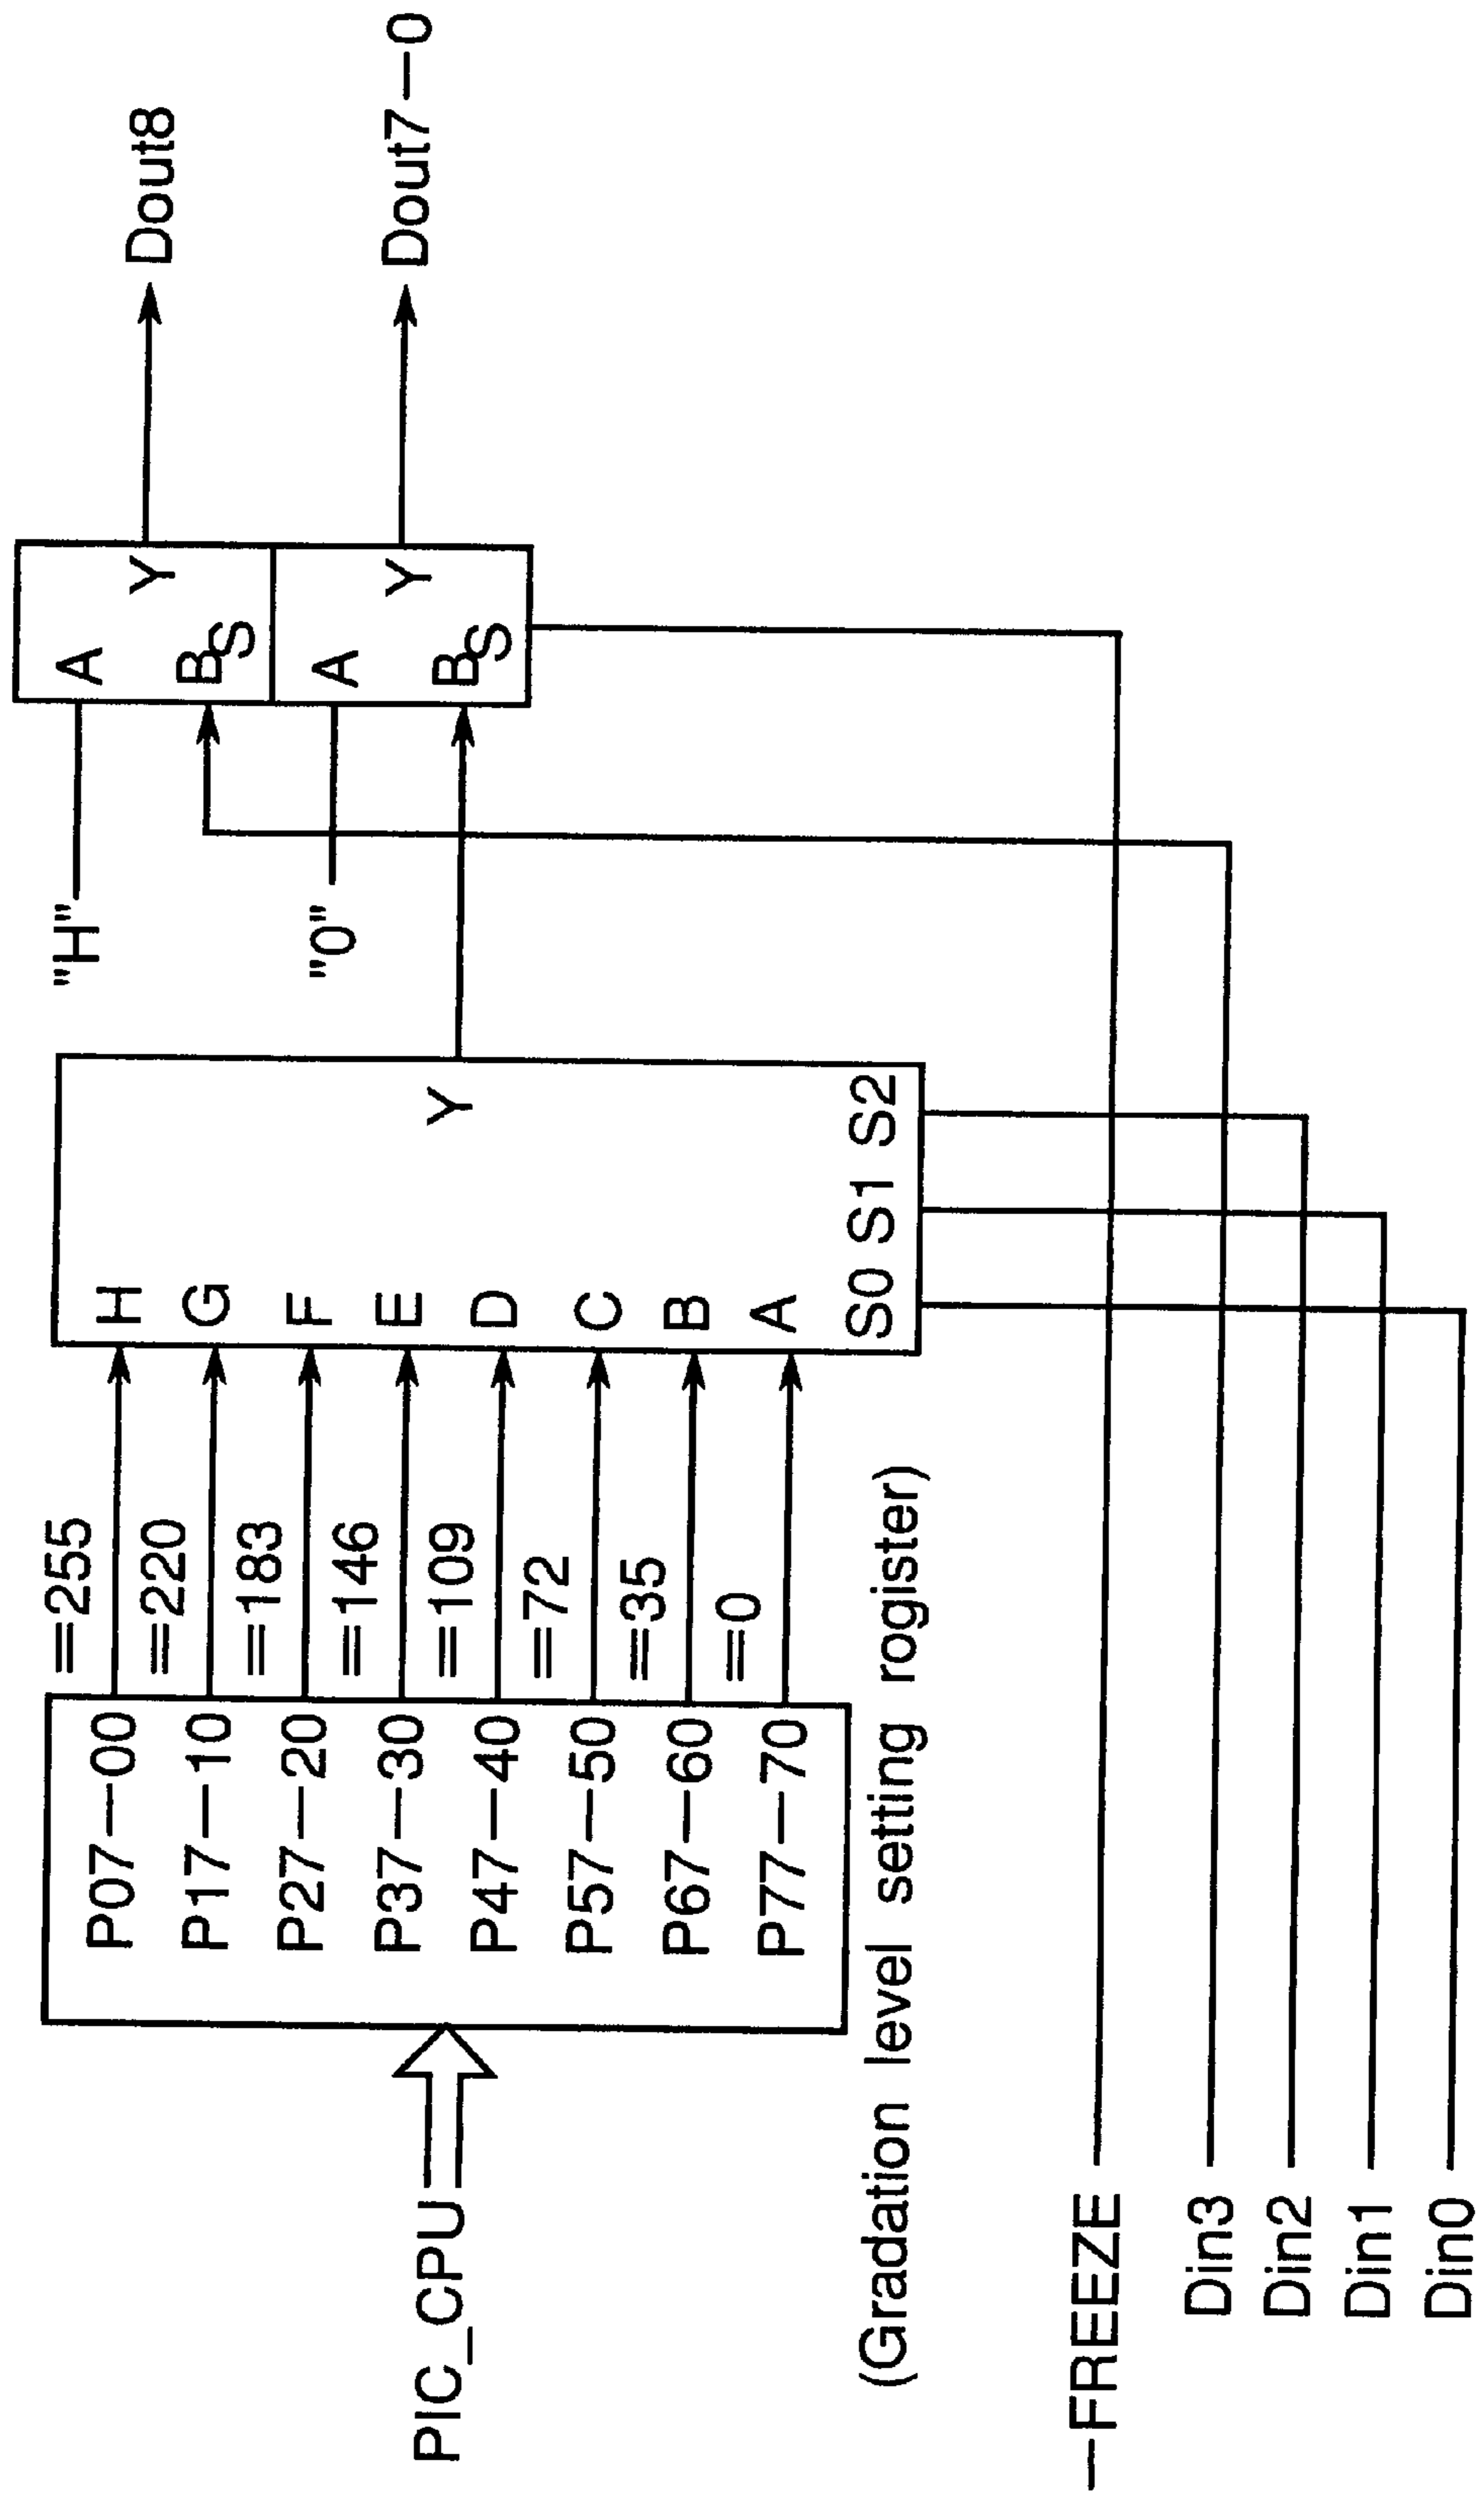 PIC_CPU
P07—00
P17—10
P27—20
P37—30
P47—40
P57—50
P67—60
P77—70
(Gradation level setting rogister)
=255
=220
=183
=146
=109
=72
=35
=0
H
G
F
E
D
C
B
A
Y
S0 S1 S2
"H"
"0"
A
B
S
Y
A
B
S
Y
Dout8
Dout7—0
—FREEZE
Din3
Din2
Din1
Din0